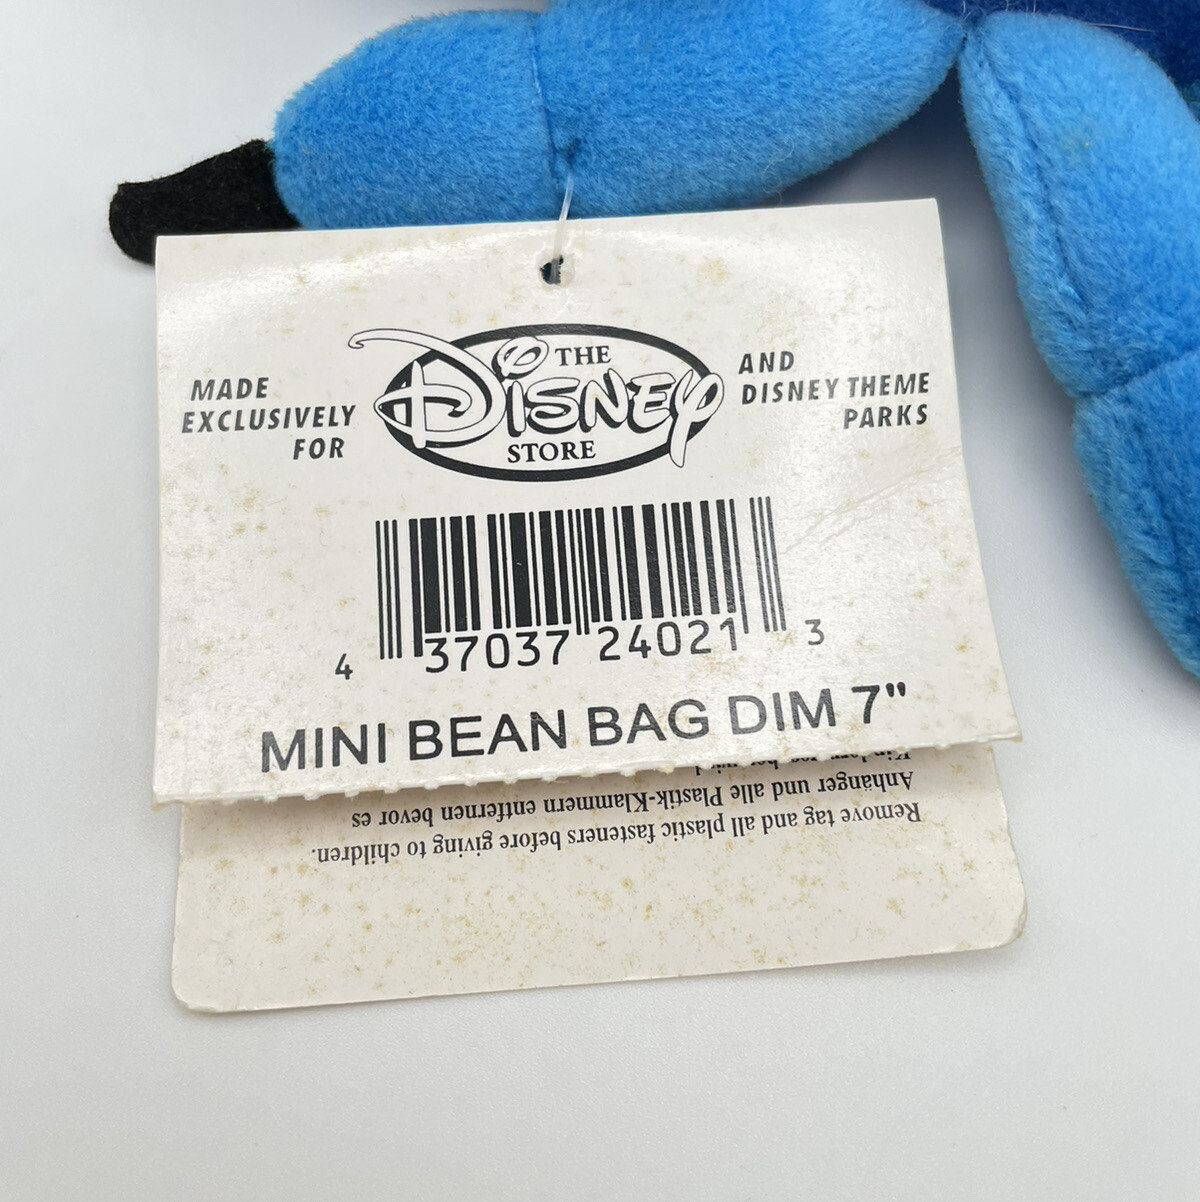 MADE
EXCLUSIVELY
FOR
THE
DISNEY
STORE
AND
DISNEY THEME
PARKS
4 37037 24021 3
MINI BEAN BAG DIM 7"
Remove tag and all plastic fasteners before giving to children.
Anhänger und alle Plastik-Klammern entfernen bevor es